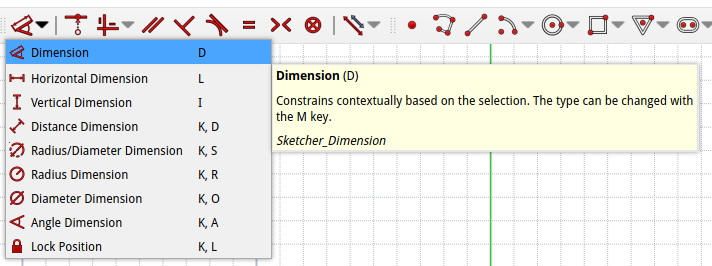 Dimension D
Horizontal Dimension L
Vertical Dimension I
Distance Dimension K, D
Radius/Diameter Dimension K, S
Radius Dimension K, R
Diameter Dimension K, O
Angle Dimension K, A
Lock Position K, L
Dimension (D)
Constrains contextually based on the selection. The type can be changed with
the M key.
Sketcher_Dimension